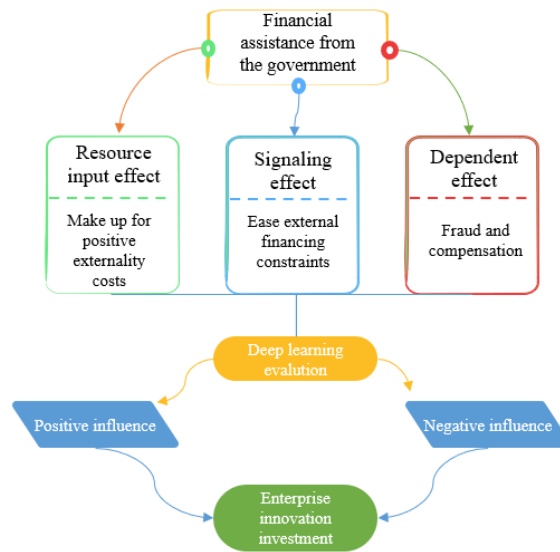 Financial
assistance from
the government
Resource
input effect
Make up for
positive
externality
costs
Signaling
effect
Ease external
financing
constraints
Dependent
effect
Fraud and
compensation
Deep learning
evalution
Positive influence
Negative influence
Enterprise
innovation
investment